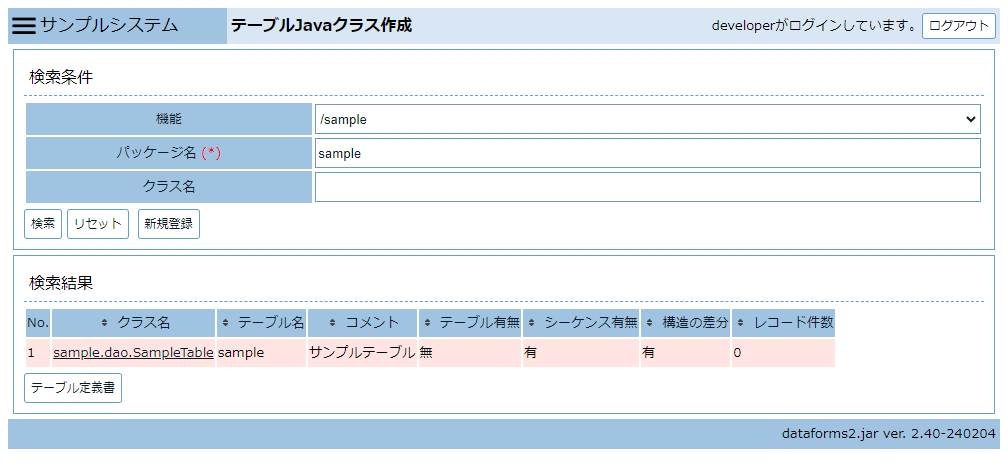 サンプルシステム テーブルJavaクラス作成 developerがログインしています。 ログアウト
検索条件
機能 /sample
パッケージ名 (*) sample
クラス名
検索 リセット 新規登録
検索結果
No. クラス名 テーブル名 コメント テーブル有無 シーケンス有無 構造の差分 レコード件数
1 sample.dao.SampleTable sample サンプルテーブル 無 有 有 0
テーブル定義書
dataforms2.jar ver. 2.40-240204